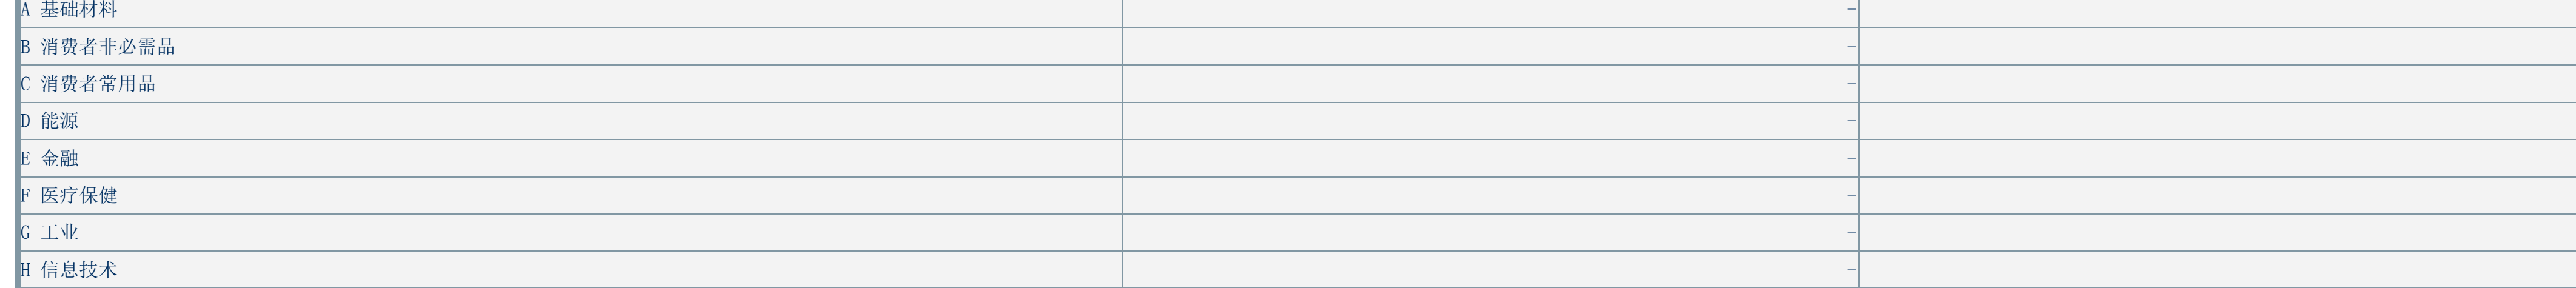 A 基础材料 –
B 消费者非必需品 –
C 消费者常用品 –
D 能源 –
E 金融 –
F 医疗保健 –
G 工业 –
H 信息技术 –